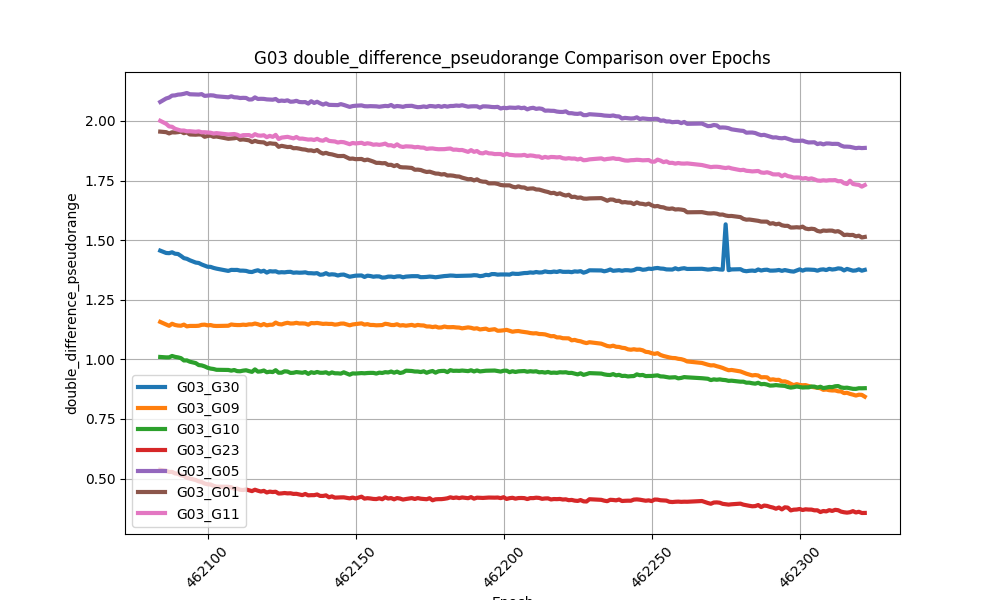 G03 double_difference_pseudorange Comparison over Epochs
double_difference_pseudorange
2.00
1.75
1.50
1.25
1.00
0.75
0.50
G03_G30
G03_G09
G03_G10
G03_G23
G03_G05
G03_G01
G03_G11
462100
462150
462200
462250
462300
Epoch